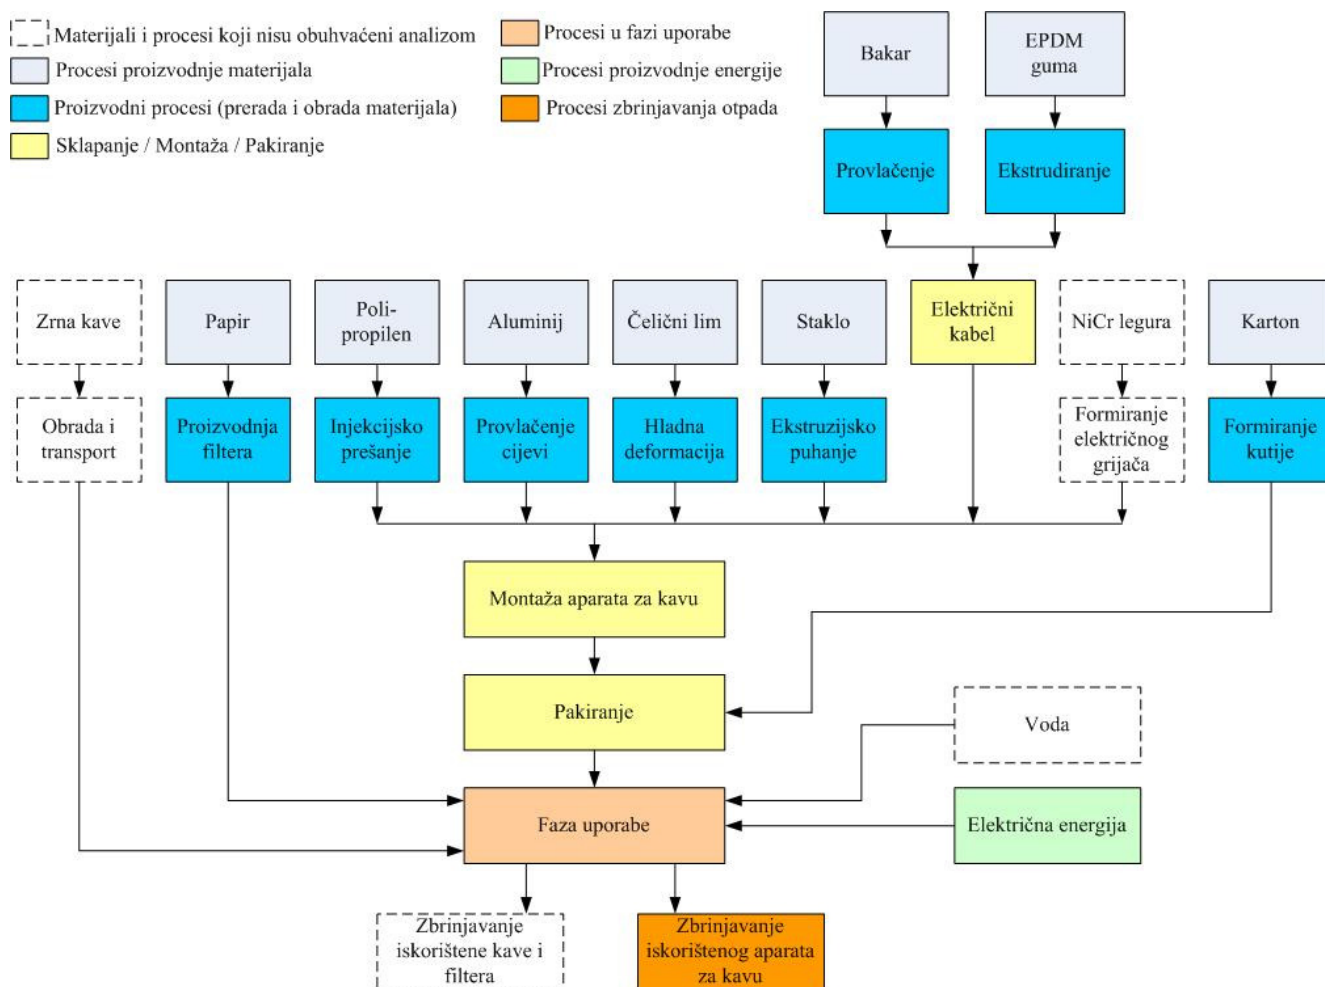 Materijali i procesi koji nisu obuhvaćeni analizom
Procesi proizvodnje materijala
Proizvodni procesi (prerada i obrada materijala)
Sklapanje / Montaža / Pakiranje
Procesi u fazi uporabe
Procesi proizvodnje energije
Procesi zbrinjavanja otpada
Bakar
EPDM
guma
Provlačenje
Ekstrudiranje
Zrna kave
Papir
Poli-
propilen
Aluminij
Čelični lim
Staklo
Električni
kabel
NiCr legura
Karton
Obrada i
transport
Proizvodnja
filtera
Injekcijsko
prešanje
Provlačenje
cijevi
Hladna
deformacija
Ekstruzijsko
puhanje
Formiranje
električnog
grijača
Formiranje
kutije
Montaža aparata za kavu
Pakiranje
Voda
Faza uporabe
Električna energija
Zbrinjavanje
iskorištene kave i
filtera
Zbrinjavanje
iskorištenog aparata
za kavu